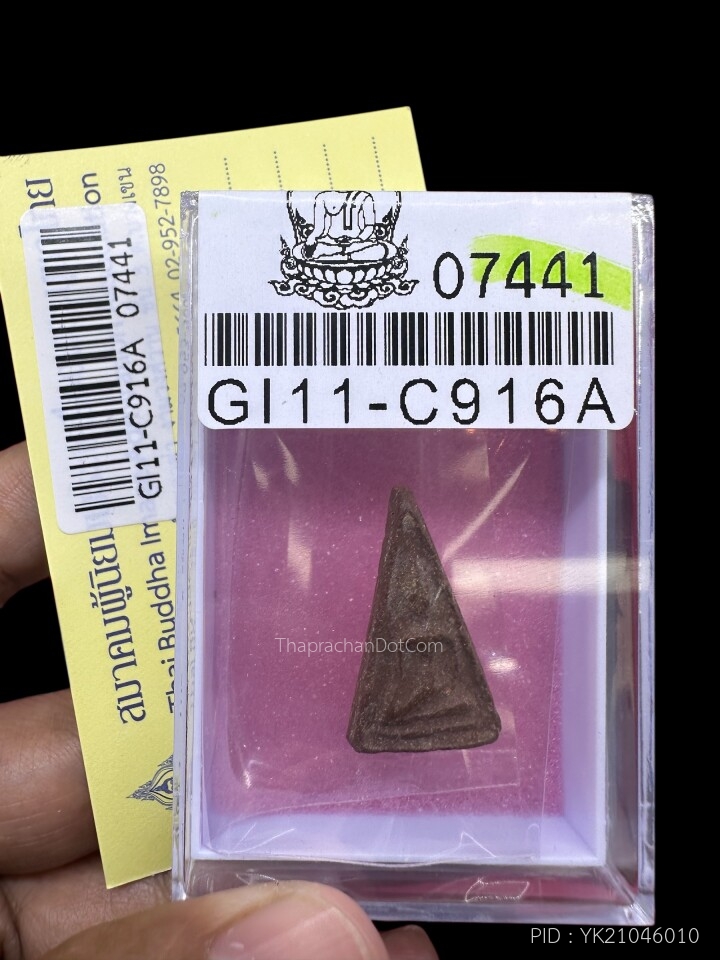 07441
GI11-C916A
GI11-C916A 07441
02-952-7898
สมาคมผู้นิยม
Thai Buddha
ThaprachanDotCom
PID : YK21046010